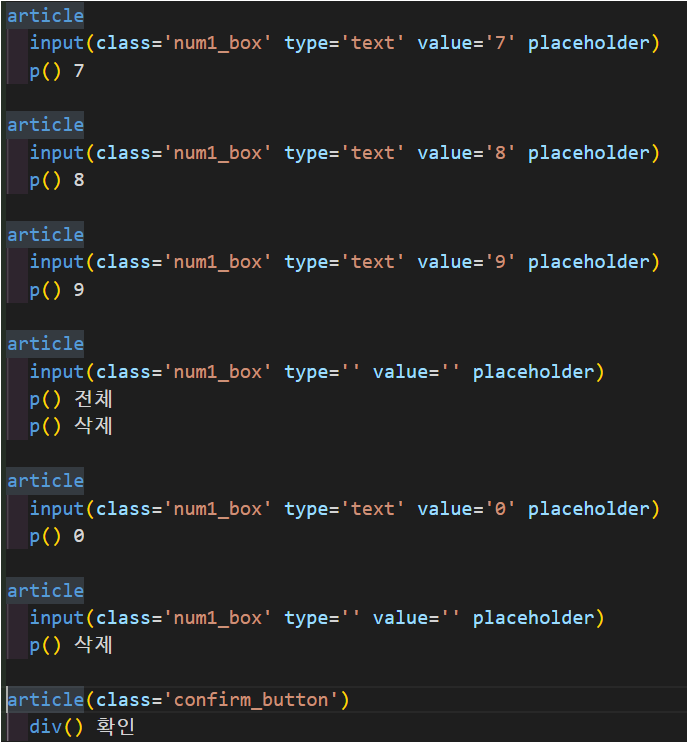 article
input(class='num1_box' type='text' value='7' placeholder)
p() 7
article
input(class='num1_box' type='text' value='8' placeholder)
p() 8
article
input(class='num1_box' type='text' value='9' placeholder)
p() 9
article
input(class='num1_box' type='' value='' placeholder)
p() 전체
p() 삭제
article
input(class='num1_box' type='text' value='0' placeholder)
p() 0
article
input(class='num1_box' type='' value='' placeholder)
p() 삭제
article(class='confirm_button')
div() 확인